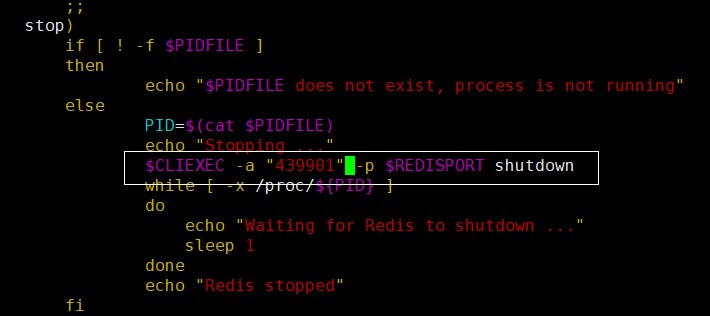 ;;
stop)
if [ ! -f $PIDFILE ]
then
echo "$PIDFILE does not exist, process is not running"
else
PID=$(cat $PIDFILE)
echo "Stopping ..."
$CLIEXEC -a "439901" -p $REDISPORT shutdown
while [ -x /proc/${PID} ]
do
echo "Waiting for Redis to shutdown ..."
sleep 1
done
echo "Redis stopped"
fi